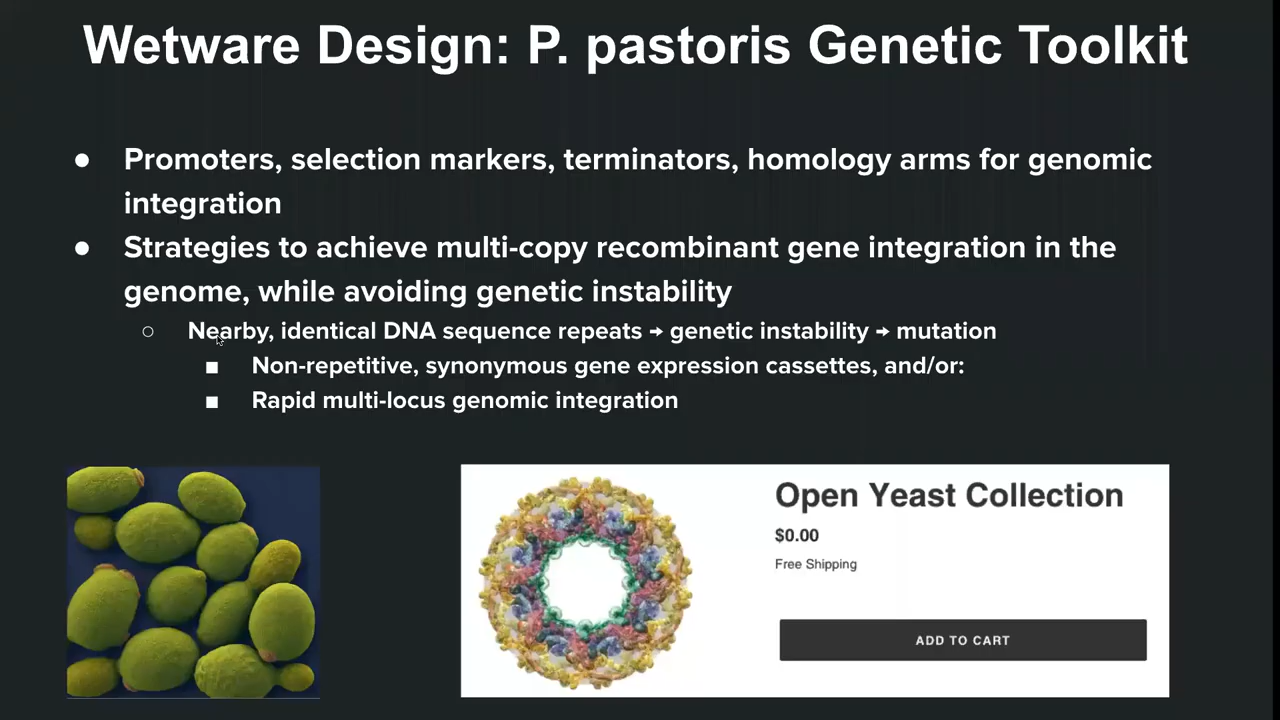 Wetware Design: P. pastoris Genetic Toolkit
● Promoters, selection markers, terminators, homology arms for genomic
integration
● Strategies to achieve multi-copy recombinant gene integration in the
genome, while avoiding genetic instability
○ Nearby, identical DNA sequence repeats → genetic instability → mutation
■ Non-repetitive, synonymous gene expression cassettes, and/or:
■ Rapid multi-locus genomic integration
Open Yeast Collection
$0.00
Free Shipping
ADD TO CART